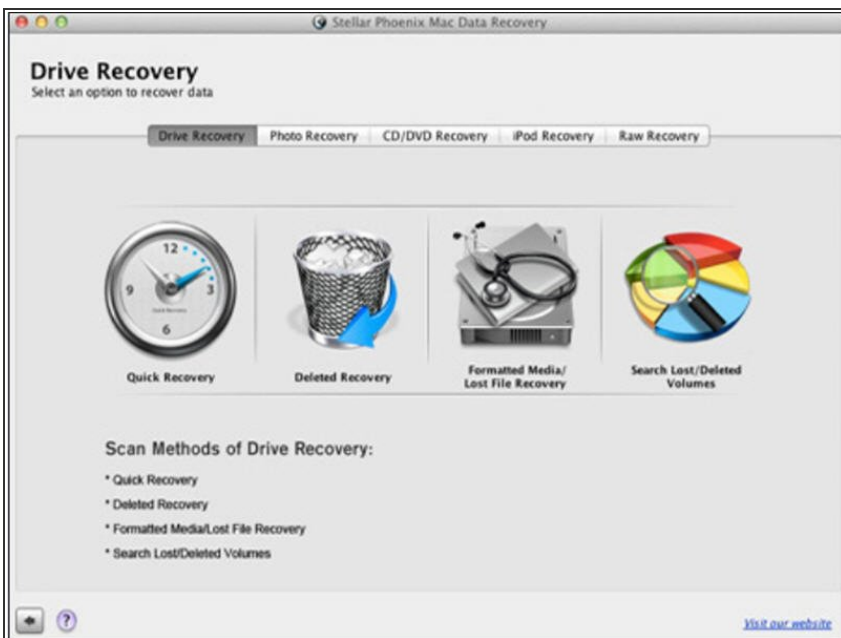 Stellar Phoenix Mac Data Recovery
Drive Recovery
Select an option to recover data
Drive Recovery Photo Recovery CD/DVD Recovery iPod Recovery Raw Recovery
12
9 3
Quick Recovery
6
Quick Recovery Deleted Recovery Formatted Media/ Search Lost/Deleted
Lost File Recovery Volumes
Scan Methods of Drive Recovery:
* Quick Recovery
* Deleted Recovery
* Formatted Media/Lost File Recovery
* Search Lost/Deleted Volumes
?
Visit our website